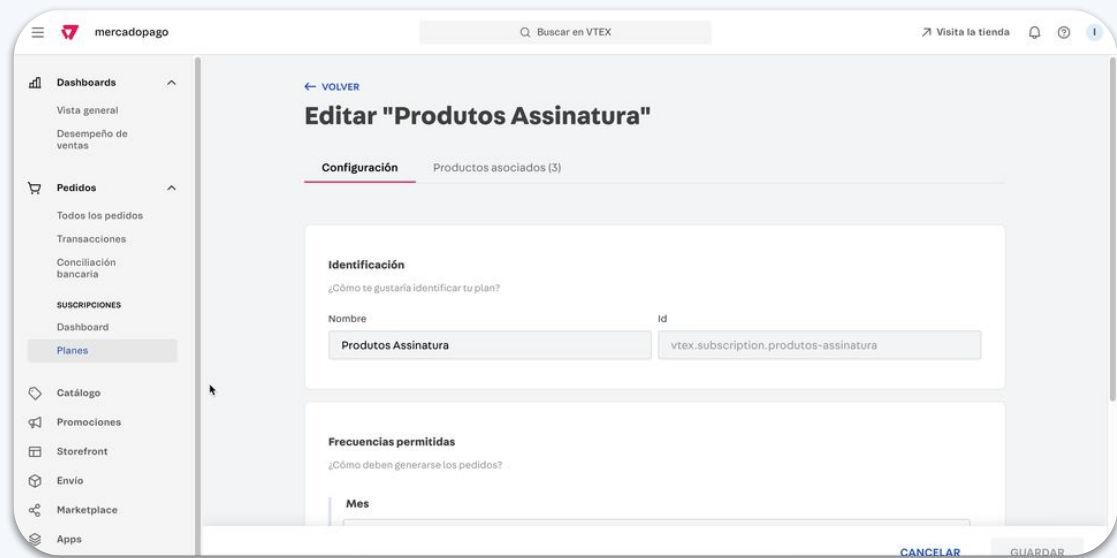 mercadopago
Buscar en VTEX
Visita la tienda
I
Dashboards
Vista general
Desempeño de
ventas
Pedidos
Todos los pedidos
Transacciones
Conciliación
bancaria
SUSCRIPCIONES
Dashboard
Planes
Catálogo
Promociones
Storefront
Envío
Marketplace
Apps
← VOLVER
Editar "Produtos Assinatura"
Configuración
Productos asociados (3)
Identificación
¿Cómo te gustaría identificar tu plan?
Nombre
Id
Produtos Assinatura
vtex.subscription.produtos-assinatura
Frecuencias permitidas
¿Cómo deben generarse los pedidos?
Mes
CANCELAR
GUARDAR